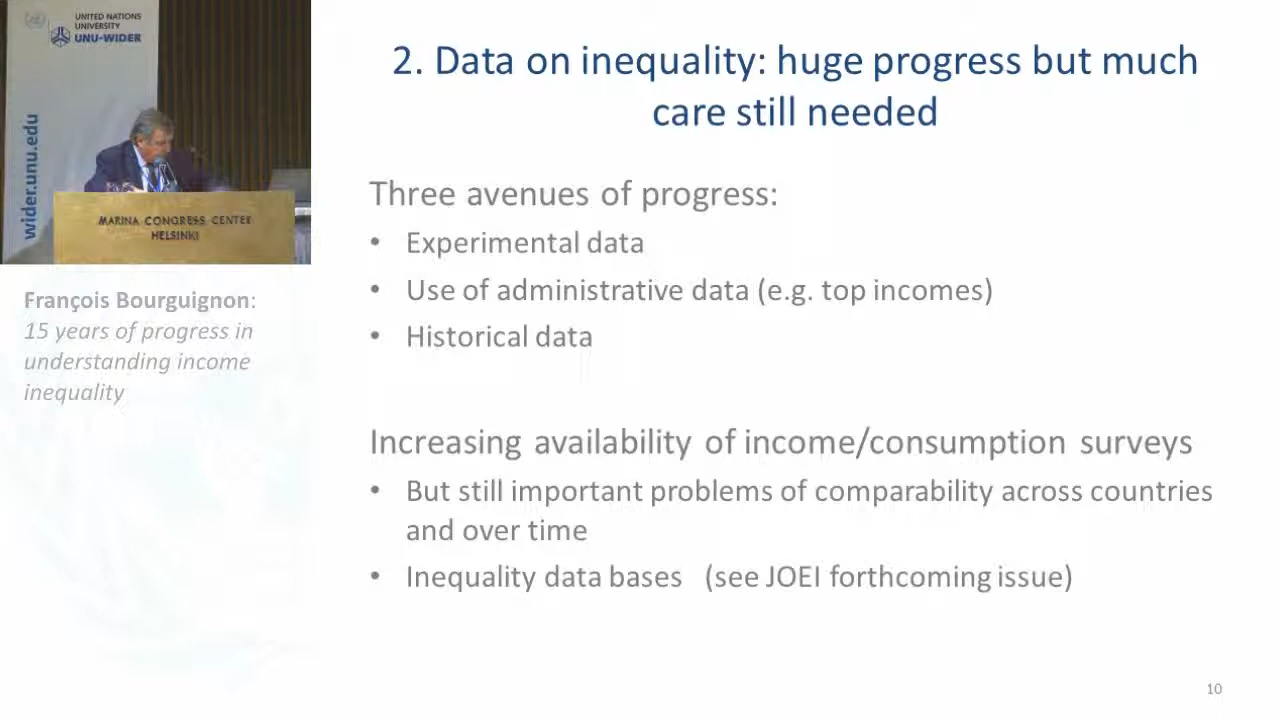 UNITED NATIONS
UNIVERSITY
UNU-WIDER
wider.unu.edu
MARINA CONGRESS CENTER
HELSINKI
François Bourguignon:
15 years of progress in
understanding income
inequality
2. Data on inequality: huge progress but much
care still needed
Three avenues of progress:
• Experimental data
• Use of administrative data (e.g. top incomes)
• Historical data
Increasing availability of income/consumption surveys
• But still important problems of comparability across countries
and over time
• Inequality data bases (see JOEI forthcoming issue)
10